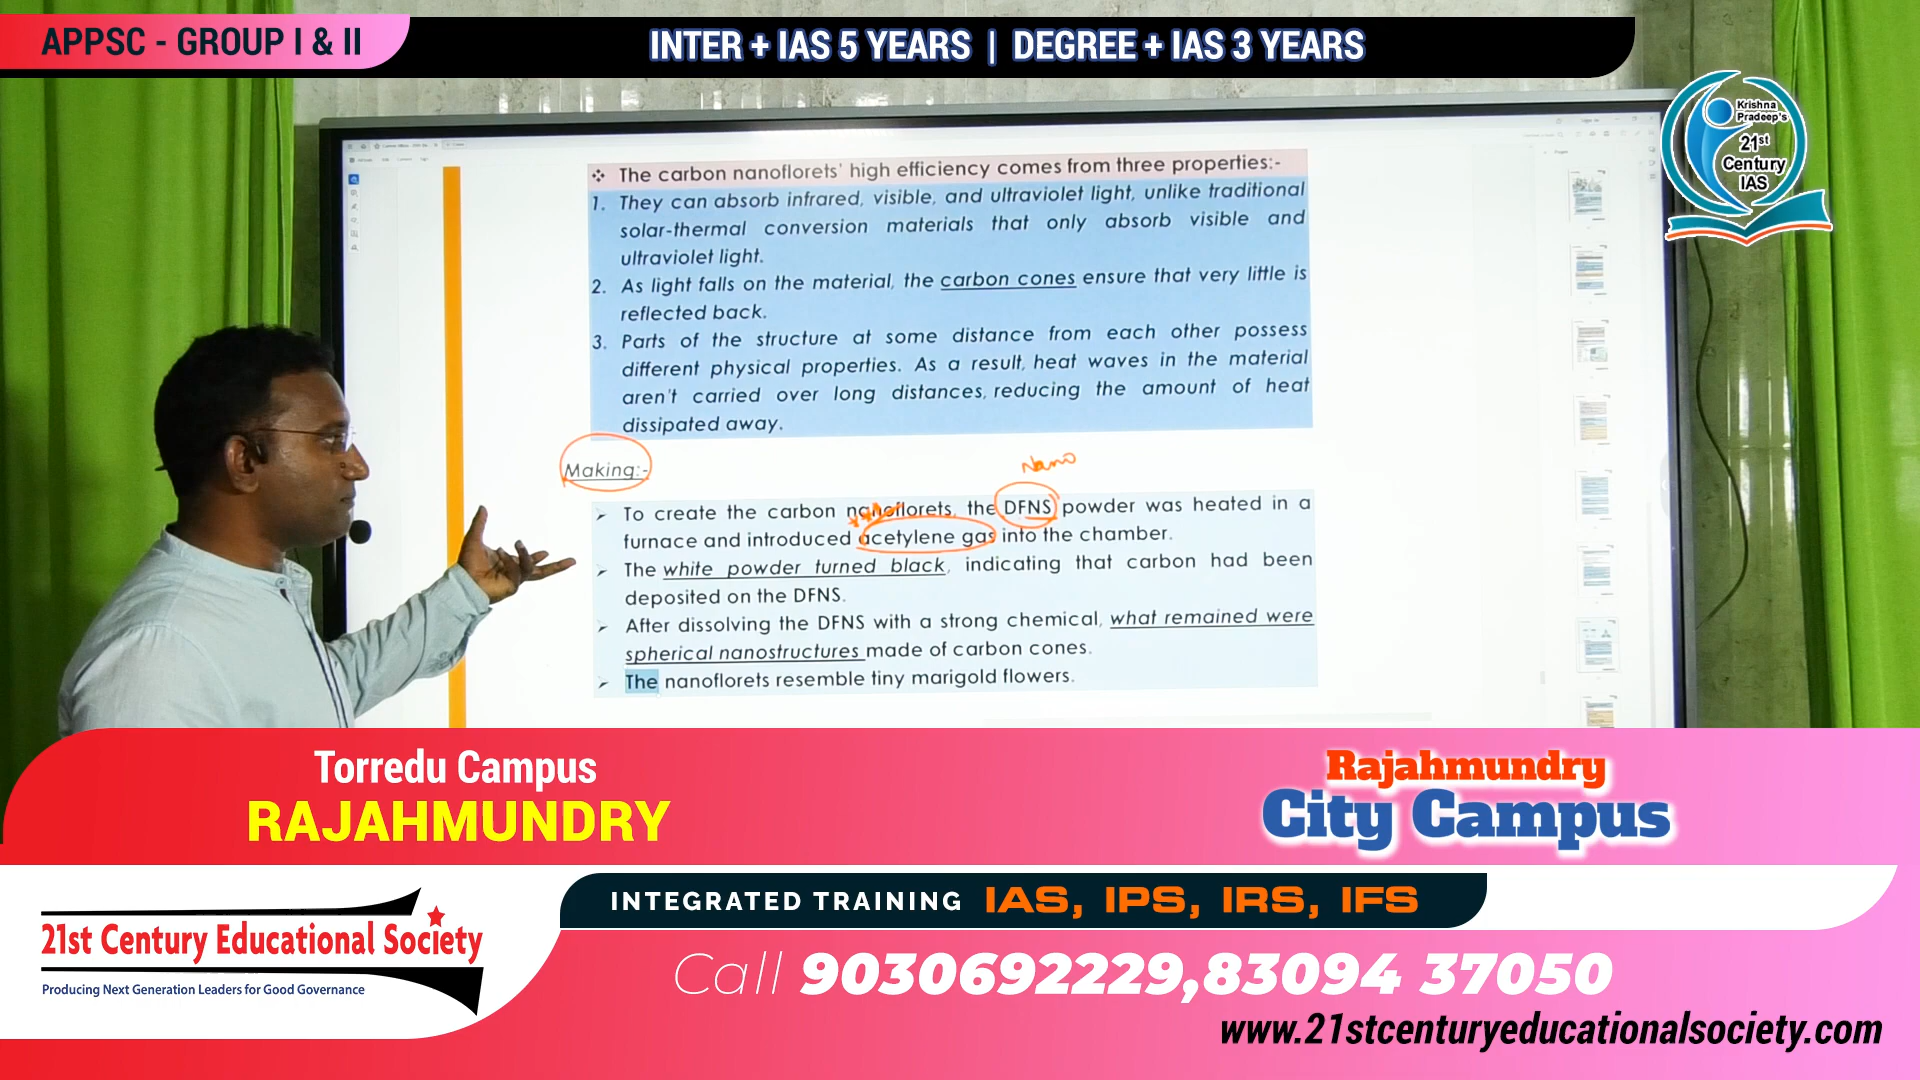 APPSC - GROUP I & II
INTER + IAS 5 YEARS | DEGREE + IAS 3 YEARS
Krishna
Pradeep's
21st
Century
IAS
❖ The carbon nanoflorets' high efficiency comes from three properties:-
1. They can absorb infrared, visible, and ultraviolet light, unlike traditional
solar-thermal conversion materials that only absorb visible and
ultraviolet light.
2. As light falls on the material, the carbon cones ensure that very little is
reflected back.
3. Parts of the structure at some distance from each other possess
different physical properties. As a result, heat waves in the material
aren't carried over long distances, reducing the amount of heat
dissipated away.
Making:-
Nano
➢ To create the carbon nanoflorets, the DFNS powder was heated in a
furnace and introduced acetylene gas into the chamber.
➢ The white powder turned black, indicating that carbon had been
deposited on the DFNS.
➢ After dissolving the DFNS with a strong chemical, what remained were
spherical nanostructures made of carbon cones.
➢ The nanoflorets resemble tiny marigold flowers.
Torredu Campus
RAJAHMUNDRY
Rajahmundry
City Campus
21st Century Educational Society
Producing Next Generation Leaders for Good Governance
INTEGRATED TRAINING IAS, IPS, IRS, IFS
Call 9030692229,83094 37050
www.21stcenturyeducationalsociety.com